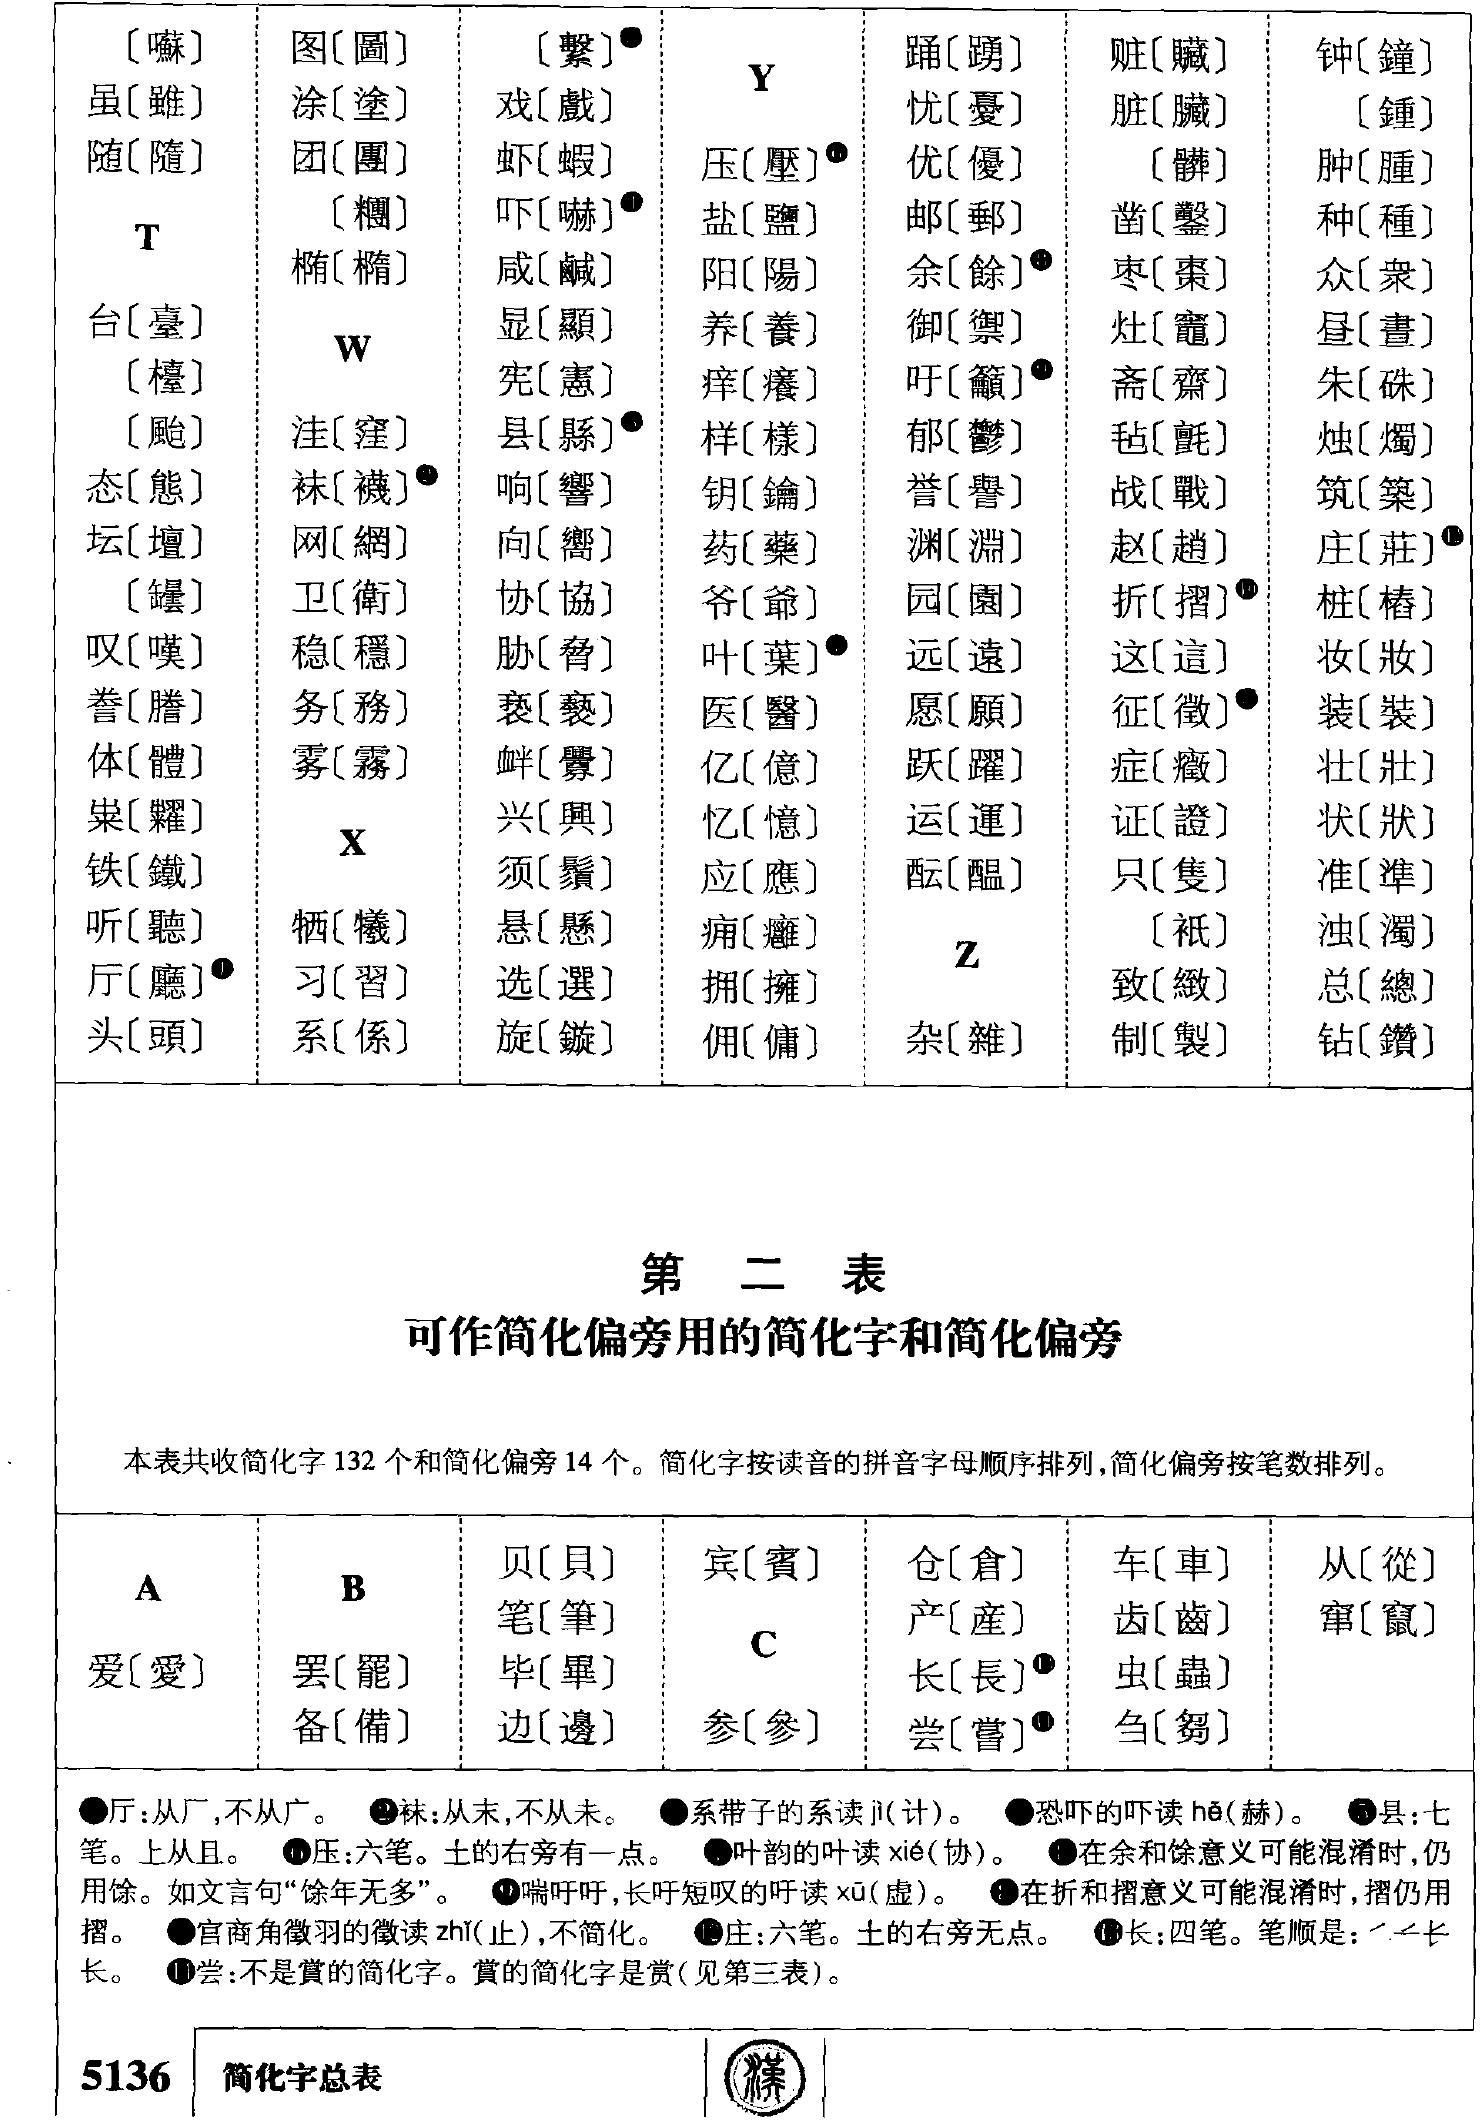 〔囌〕
虽〔雖〕
随〔隨〕
T
台〔臺〕
〔檯〕
〔颱〕
态〔態〕
坛〔壇〕
〔罎〕
叹〔嘆〕
誊〔謄〕
体〔體〕
粜〔糶〕
铁〔鐵〕
听〔聽〕
厅〔廳〕❶
头〔頭〕
图〔圖〕
涂〔塗〕
团〔團〕
〔糰〕
椭〔橢〕
W
洼〔窪〕
袜〔襪〕❷
网〔網〕
卫〔衛〕
稳〔穩〕
务〔務〕
雾〔霧〕
X
牺〔犧〕
习〔習〕
系〔係〕
〔繫〕❸
戏〔戲〕
虾〔蝦〕
吓〔嚇〕❹
咸〔鹹〕
显〔顯〕
宪〔憲〕
县〔縣〕❺
响〔響〕
向〔嚮〕
协〔協〕
胁〔脅〕
亵〔褻〕
衅〔釁〕
兴〔興〕
须〔鬚〕
悬〔懸〕
选〔選〕
旋〔鏇〕
Y
压〔壓〕❻
盐〔鹽〕
阳〔陽〕
养〔養〕
痒〔癢〕
样〔樣〕
钥〔鑰〕
药〔藥〕
爷〔爺〕
叶〔葉〕❼
医〔醫〕
亿〔億〕
忆〔憶〕
应〔應〕
痈〔癰〕
拥〔擁〕
佣〔傭〕
踊〔踴〕
忧〔憂〕
优〔優〕
邮〔郵〕
余〔餘〕❽
御〔禦〕
吁〔籲〕❾
郁〔鬱〕
誉〔譽〕
渊〔淵〕
园〔園〕
远〔遠〕
愿〔願〕
跃〔躍〕
运〔運〕
酝〔醖〕
Z
杂〔雜〕
赃〔贜〕
脏〔臟〕
〔髒〕
凿〔鑿〕
枣〔棗〕
灶〔竈〕
斋〔齋〕
毡〔氈〕
战〔戰〕
赵〔趙〕
折〔摺〕❿
这〔這〕
征〔徵〕⓫
症〔癥〕
证〔證〕
只〔隻〕
〔衹〕
致〔緻〕
制〔製〕
钟〔鐘〕
〔鍾〕
肿〔腫〕
种〔種〕
众〔衆〕
昼〔晝〕
朱〔硃〕
烛〔燭〕
筑〔築〕
庄〔莊〕⓬
桩〔樁〕
妆〔妝〕
装〔裝〕
壮〔壯〕
状〔狀〕
准〔準〕
浊〔濁〕
总〔總〕
钻〔鑽〕
第 二 表
可作简化偏旁用的简化字和简化偏旁
本表共收简化字 132 个和简化偏旁 14 个。简化字按读音的拼音字母顺序排列,简化偏旁按笔数排列。
A
爱〔愛〕
B
罢〔罷〕
备〔備〕
贝〔貝〕
笔〔筆〕
毕〔畢〕
边〔邊〕
宾〔賓〕
C
参〔參〕
仓〔倉〕
产〔産〕
长〔長〕⓭
尝〔嘗〕⓮
车〔車〕
齿〔齒〕
虫〔蟲〕
刍〔芻〕
从〔從〕
窜〔竄〕
❶厅:从厂,不从广。 ❷袜:从末,不从未。 ❸系带子的系读jì(计)。 ❹恐吓的吓读hè(赫)。 ❺县:七
笔。上从且。 ❻压:六笔。土的右旁有一点。 ❼叶韵的叶读xié(协)。 ❽在余和馀意义可能混淆时,仍
用馀。如文言句“馀年无多”。 ❾喘吁吁,长吁短叹的吁读xū(虚)。 ❿在折和摺意义可能混淆时,摺仍用
摺。 ⓫宫商角徵羽的徵读zhǐ(止),不简化。 ⓬庄:六笔。土的右旁无点。 ⓭长:四笔。笔顺是:
长。 ⓮尝:不是賞的简化字。賞的简化字是赏(见第三表)。
5136 简化字总表
漢